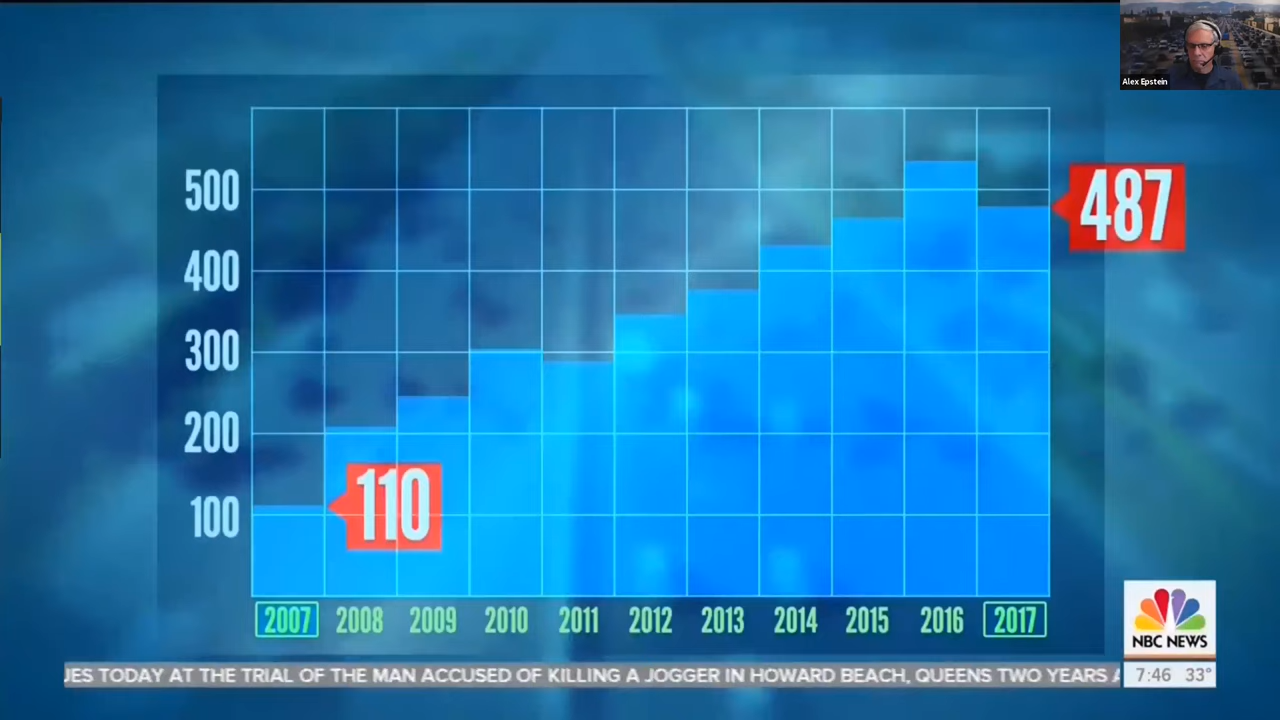 Alex Epstein
500
400
300
200
100
487
110
2007 2008 2009 2010 2011 2012 2013 2014 2015 2016 2017
NBC NEWS
UES TODAY AT THE TRIAL OF THE MAN ACCUSED OF KILLING A JOGGER IN HOWARD BEACH, QUEENS TWO YEARS A
7:46 33°